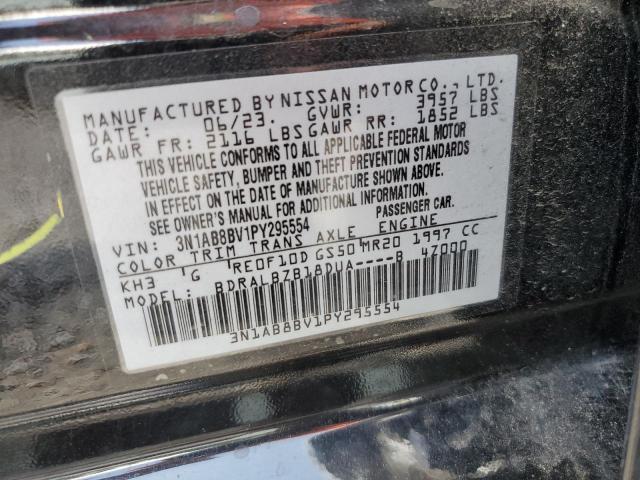 MANUFACTURED BY NISSAN MOTOR CO., LTD.
DATE: 06/23. GVWR: 3957 LBS
GAWR FR: 2116 LBS GAWR RR: 1852 LBS
THIS VEHICLE CONFORMS TO ALL APPLICABLE FEDERAL MOTOR
VEHICLE SAFETY, BUMPER AND THEFT PREVENTION STANDARDS
IN EFFECT ON THE DATE OF MANUFACTURE SHOWN ABOVE.
SEE OWNER'S MANUAL FOR ADDITIONAL INFORMATION.
VIN: 3N1AB8BV1PY295554 PASSENGER CAR.
COLOR TRIM TRANS AXLE ENGINE
KH3 G RE0F10D GS50 MR20 1997 CC
MODEL: BDRALBZB18DUA----B 47000
3N1AB8BV1PY295554